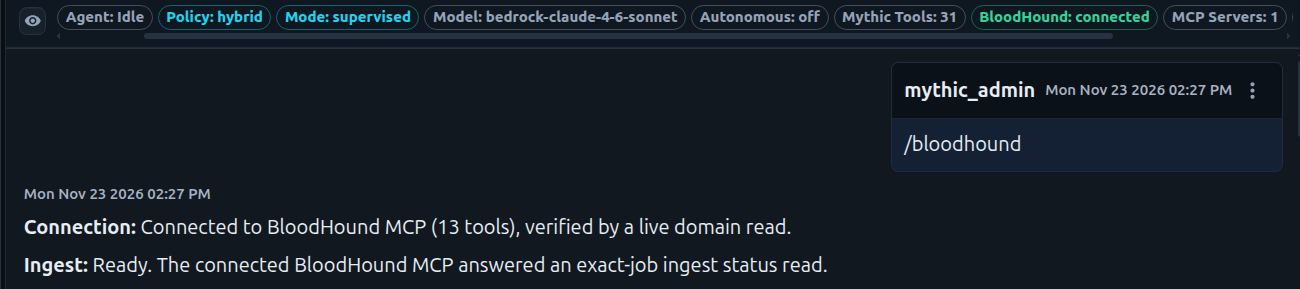 Agent: Idle Policy: hybrid Mode: supervised Model: bedrock-claude-4-6-sonnet Autonomous: off Mythic Tools: 31 BloodHound: connected MCP Servers: 1
mythic_admin Mon Nov 23 2026 02:27 PM
/bloodhound
Mon Nov 23 2026 02:27 PM
Connection: Connected to BloodHound MCP (13 tools), verified by a live domain read.
Ingest: Ready. The connected BloodHound MCP answered an exact-job ingest status read.